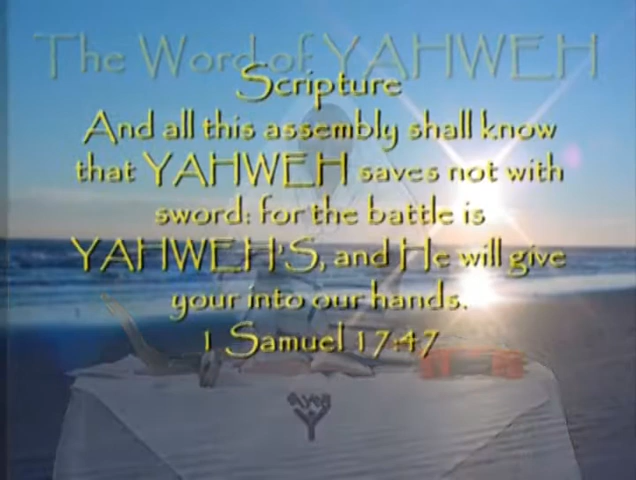 The Word of YAHWEH
Scripture
And all this assembly shall know
that YAHWEH saves not with
sword: for the battle is
YAHWEH'S, and He will give
your into our hands.
1 Samuel 17:47